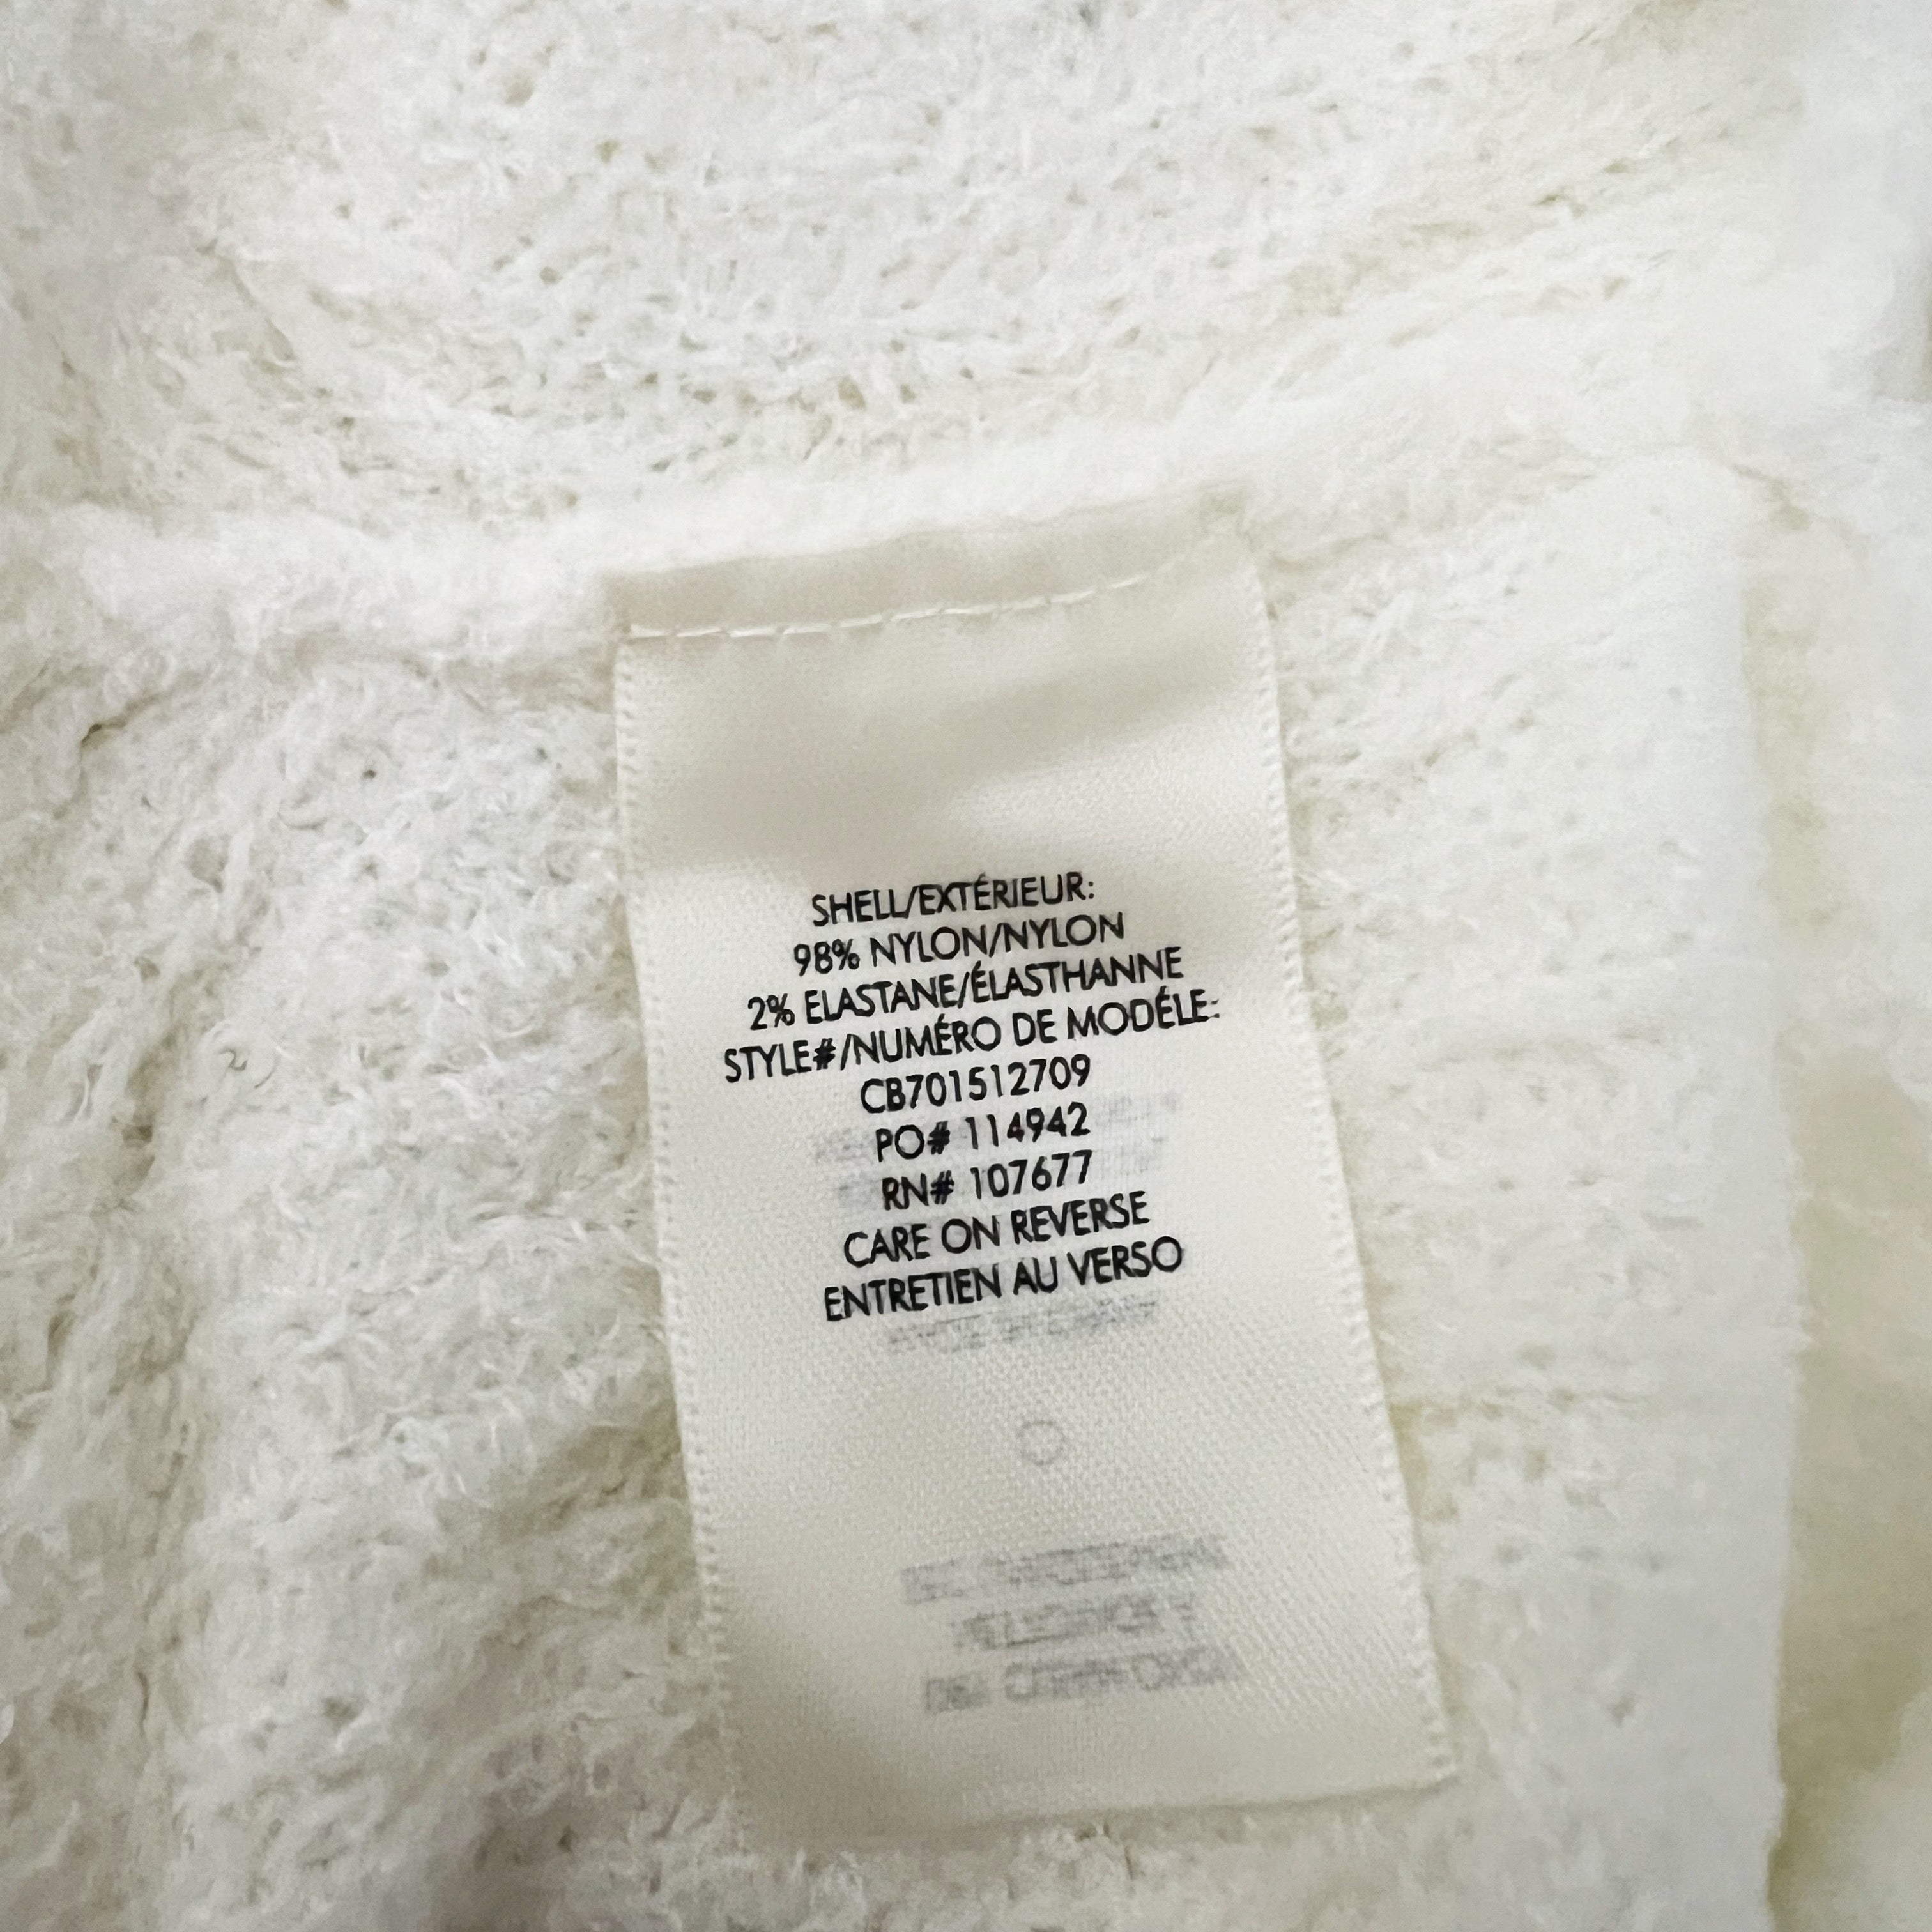 SHELL/EXTÉRIEUR:
98% NYLON/NYLON
2% ELASTANE/ÉLASTHANNE
STYLE#/NUMÉRO DE MODÉLE:
CB701512709
PO# 114942
RN# 107677
CARE ON REVERSE
ENTRETIEN AU VERSO